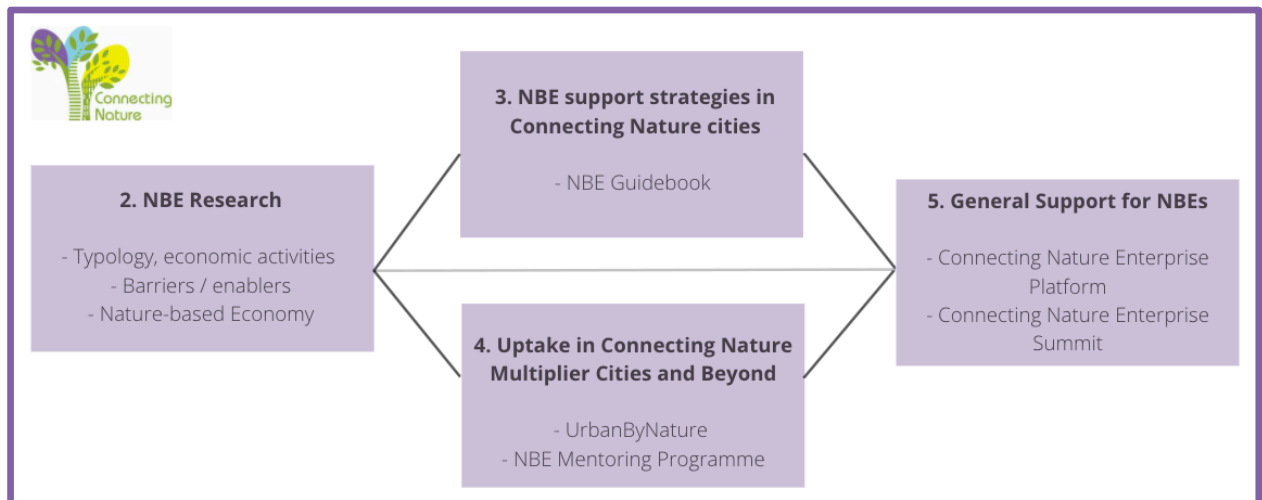 Connecting
Nature
2. NBE Research
- Typology, economic activities
- Barriers / enablers
- Nature-based Economy
3. NBE support strategies in
Connecting Nature cities
- NBE Guidebook
4. Uptake in Connecting Nature
Multiplier Cities and Beyond
- UrbanByNature
- NBE Mentoring Programme
5. General Support for NBEs
- Connecting Nature Enterprise
Platform
- Connecting Nature Enterprise
Summit